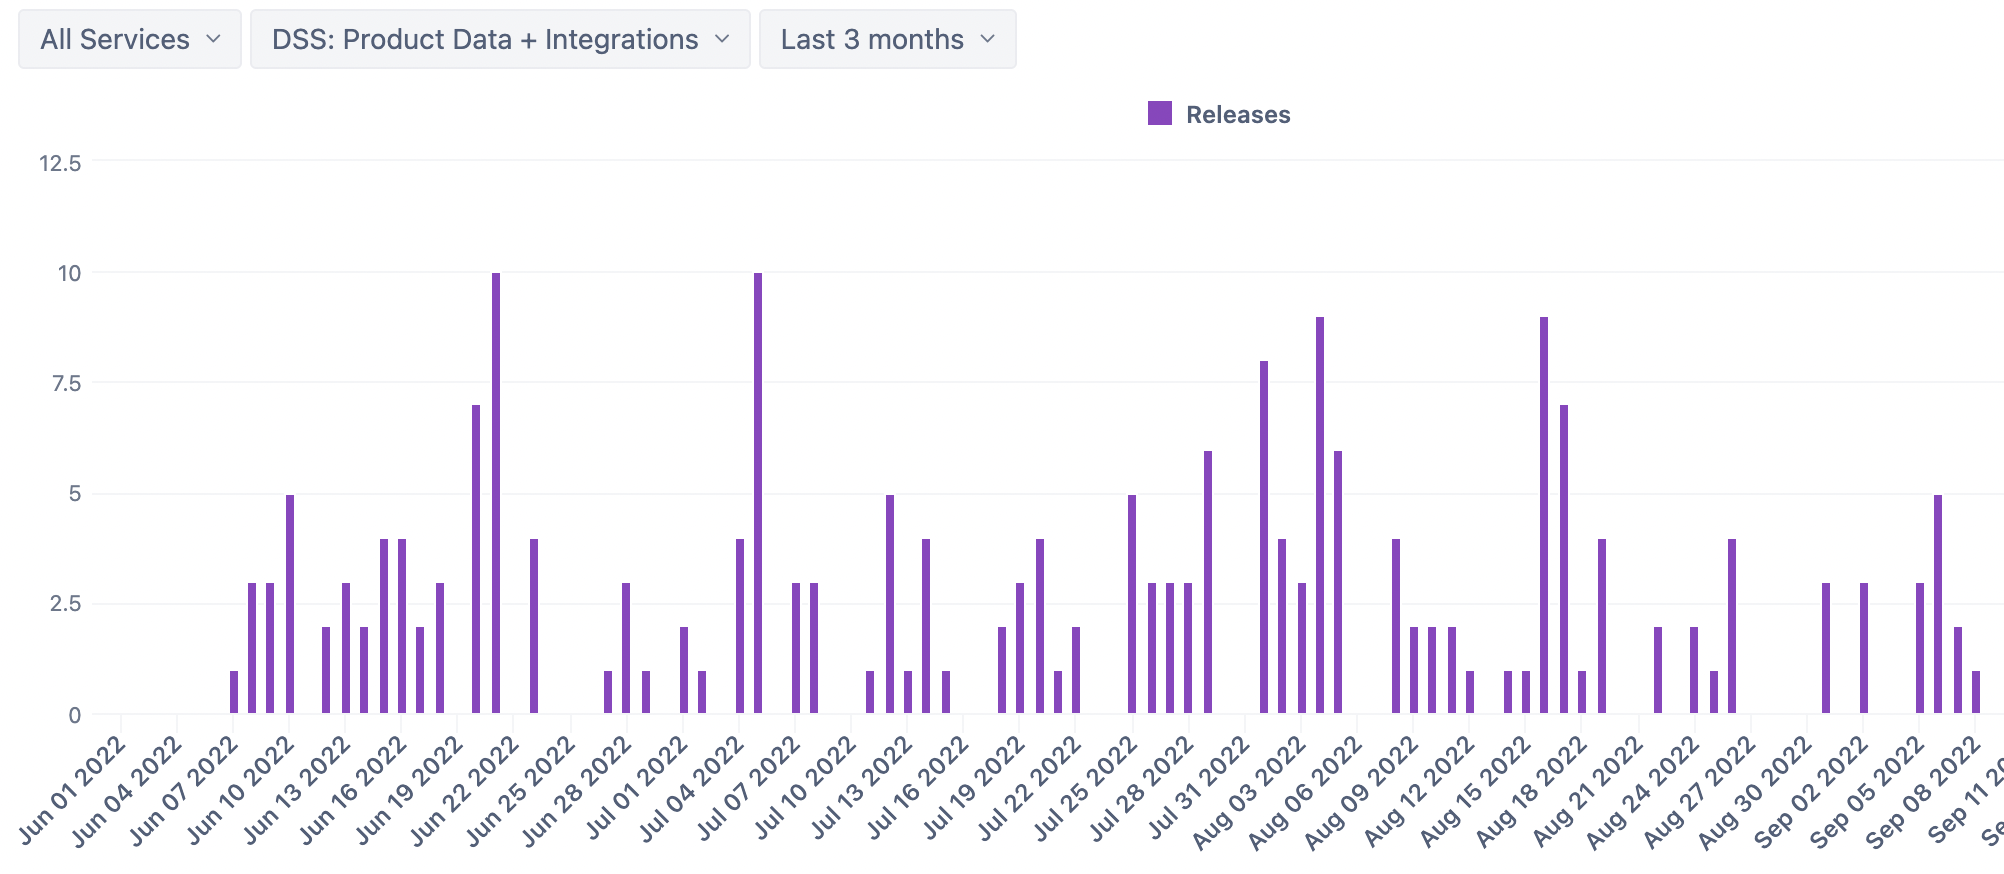 All Services
DSS: Product Data + Integrations
Last 3 months
Releases
12.5
10
7.5
5
2.5
0
Jun 01 2022
Jun 04 2022
Jun 07 2022
Jun 10 2022
Jun 13 2022
Jun 16 2022
Jun 19 2022
Jun 22 2022
Jun 25 2022
Jun 28 2022
Jul 01 2022
Jul 04 2022
Jul 07 2022
Jul 10 2022
Jul 13 2022
Jul 16 2022
Jul 19 2022
Jul 22 2022
Jul 25 2022
Jul 28 2022
Jul 31 2022
Aug 03 2022
Aug 06 2022
Aug 09 2022
Aug 12 2022
Aug 15 2022
Aug 18 2022
Aug 21 2022
Aug 24 2022
Aug 27 2022
Aug 30 2022
Sep 02 2022
Sep 05 2022
Sep 08 2022
Sep 11